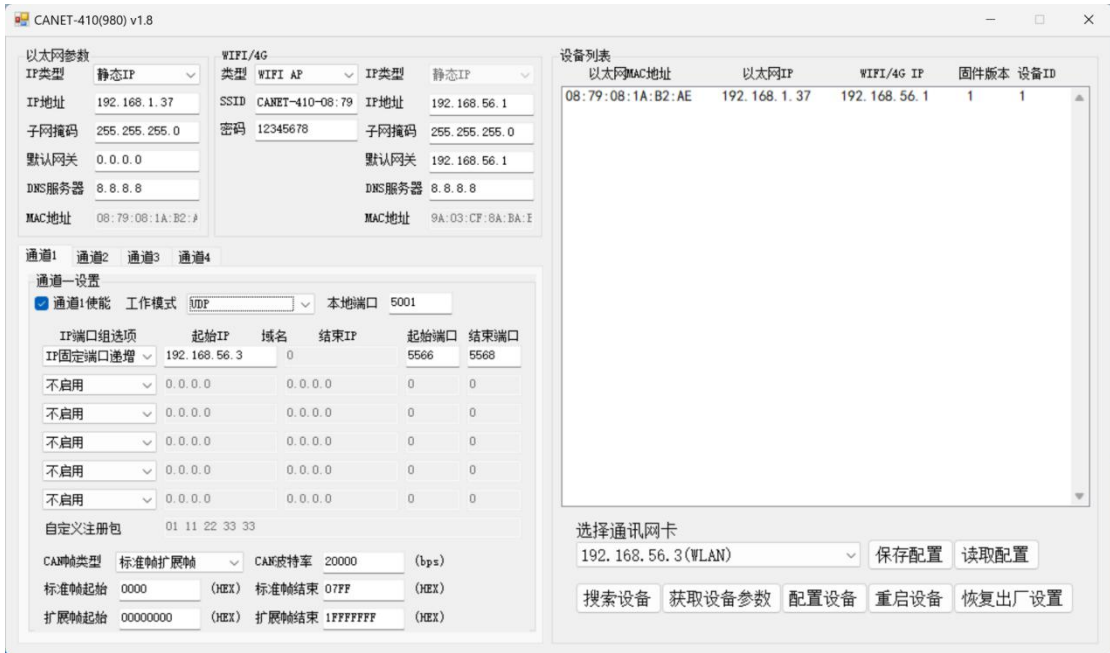 CANET-410(980) v1.8
以太网参数
IP类型 静态IP
IP地址 192.168.1.37
子网掩码 255.255.255.0
默认网关 0.0.0.0
DNS服务器 8.8.8.8
MAC地址 08:79:08:1A:B2:
WIFI/4G
类型 WIFI AP IP类型 静态IP
SSID CANET-410-08:79 IP地址 192.168.56.1
密码 12345678 子网掩码 255.255.255.0
默认网关 192.168.56.1
DNS服务器 8.8.8.8
MAC地址 9A:03:CF:8A:BA:
通道1 通道2 通道3 通道4
通道一设置
通道1使能 工作模式 UDP 本地端口 5001
IP端口组选项 起始IP 域名 结束IP 起始端口 结束端口
IP固定端口递增 192.168.56.3 0 5566 5568
不启用 0.0.0.0 0.0.0.0 0 0
不启用 0.0.0.0 0.0.0.0 0 0
不启用 0.0.0.0 0.0.0.0 0 0
不启用 0.0.0.0 0.0.0.0 0 0
不启用 0.0.0.0 0.0.0.0 0 0
自定义注册包 01 11 22 33 33
CAN帧类型 标准帧扩展帧 CAN波特率 20000 (bps)
标准帧起始 0000 (HEX) 标准帧结束 07FF (HEX)
扩展帧起始 00000000 (HEX) 扩展帧结束 1FFFFFFF (HEX)
设备列表
以太网MAC地址 以太网IP WIFI/4G IP 固件版本 设备ID
08:79:08:1A:B2:AE 192.168.1.37 192.168.56.1 1 1
选择通讯网卡
192.168.56.3(WLAN) 保存配置 读取配置
搜索设备 获取设备参数 配置设备 重启设备 恢复出厂设置